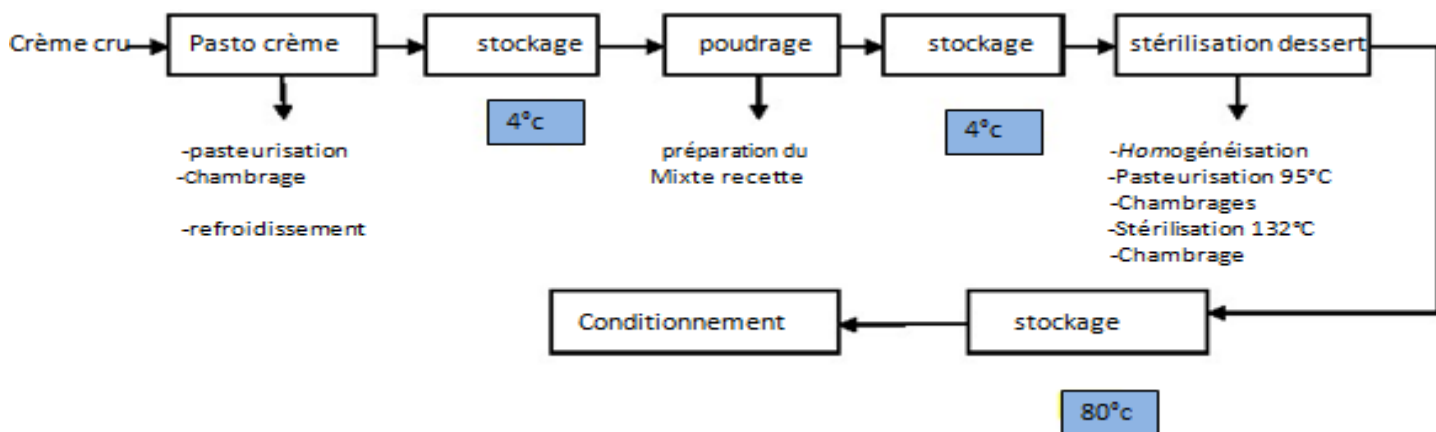 Crème cru
Pasto crème
stockage
poudrage
stockage
stérilisation dessert
4°c
4°c
-pasteurisation
-Chambrage
-refroidissement
préparation du
Mixte recette
-Homogénéisation
-Pasteurisation 95°C
-Chambrages
-Stérilisation 132°C
-Chambrage
Conditionnement
stockage
80°c